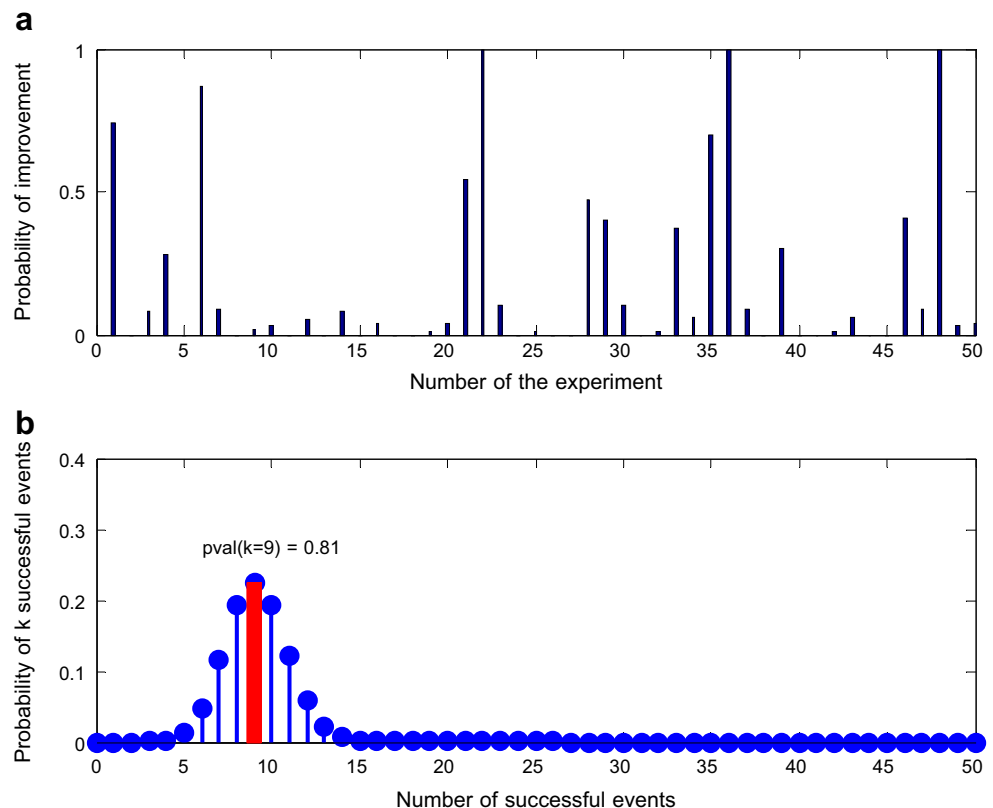 a
Probability of improvement
1
0.5
0
0 5 10 15 20 25 30 35 40 45 50
Number of the experiment
b
Probability of k successful events
0.4
0.3
0.2
0.1
0
pval(k=9) = 0.81
0 5 10 15 20 25 30 35 40 45 50
Number of successful events